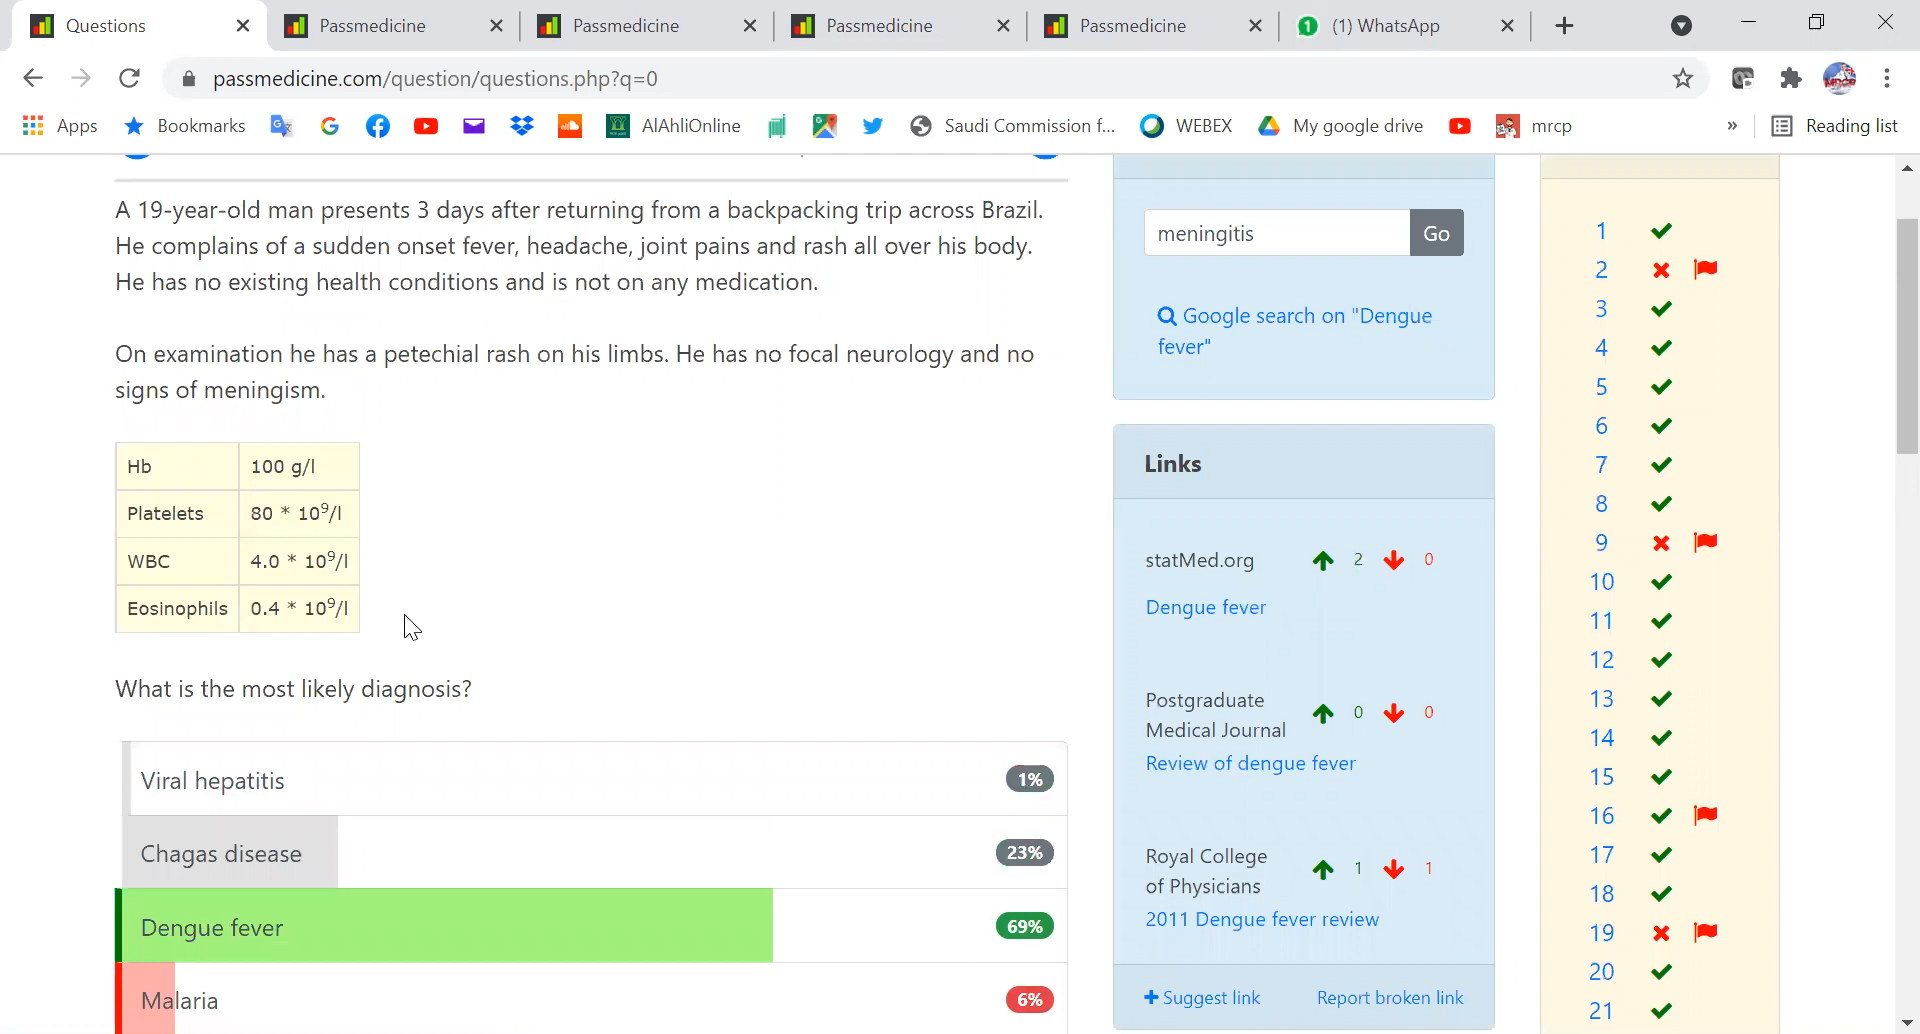 Questions
Passmedicine
Passmedicine
Passmedicine
Passmedicine
(1) WhatsApp
passmedicine.com/question/questions.php?q=0
Apps
Bookmarks
AlAhliOnline
Saudi Commission f...
WEBEX
My google drive
mrcp
»
Reading list
A 19-year-old man presents 3 days after returning from a backpacking trip across Brazil.
He complains of a sudden onset fever, headache, joint pains and rash all over his body.
He has no existing health conditions and is not on any medication.
On examination he has a petechial rash on his limbs. He has no focal neurology and no
signs of meningism.
Hb 100 g/l
Platelets 80 * 10⁹/l
WBC 4.0 * 10⁹/l
Eosinophils 0.4 * 10⁹/l
What is the most likely diagnosis?
Viral hepatitis 1%
Chagas disease 23%
Dengue fever 69%
Malaria 6%
meningitis Go
Google search on "Dengue
fever"
Links
statMed.org 2 0
Dengue fever
Postgraduate
Medical Journal 0 0
Review of dengue fever
Royal College
of Physicians 1 1
2011 Dengue fever review
Suggest link Report broken link
1
2
3
4
5
6
7
8
9
10
11
12
13
14
15
16
17
18
19
20
21